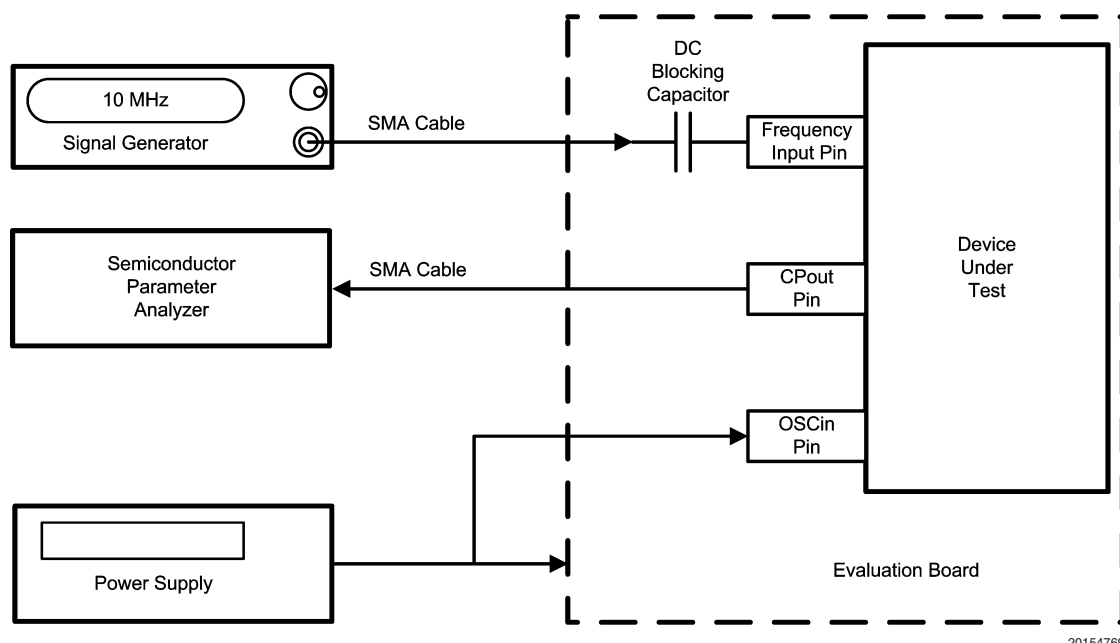 10 MHz
Signal Generator
SMA Cable
DC
Blocking
Capacitor
Frequency
Input Pin
Semiconductor
Parameter
Analyzer
SMA Cable
CPout
Pin
Device
Under
Test
OSCin
Pin
Power Supply
Evaluation Board